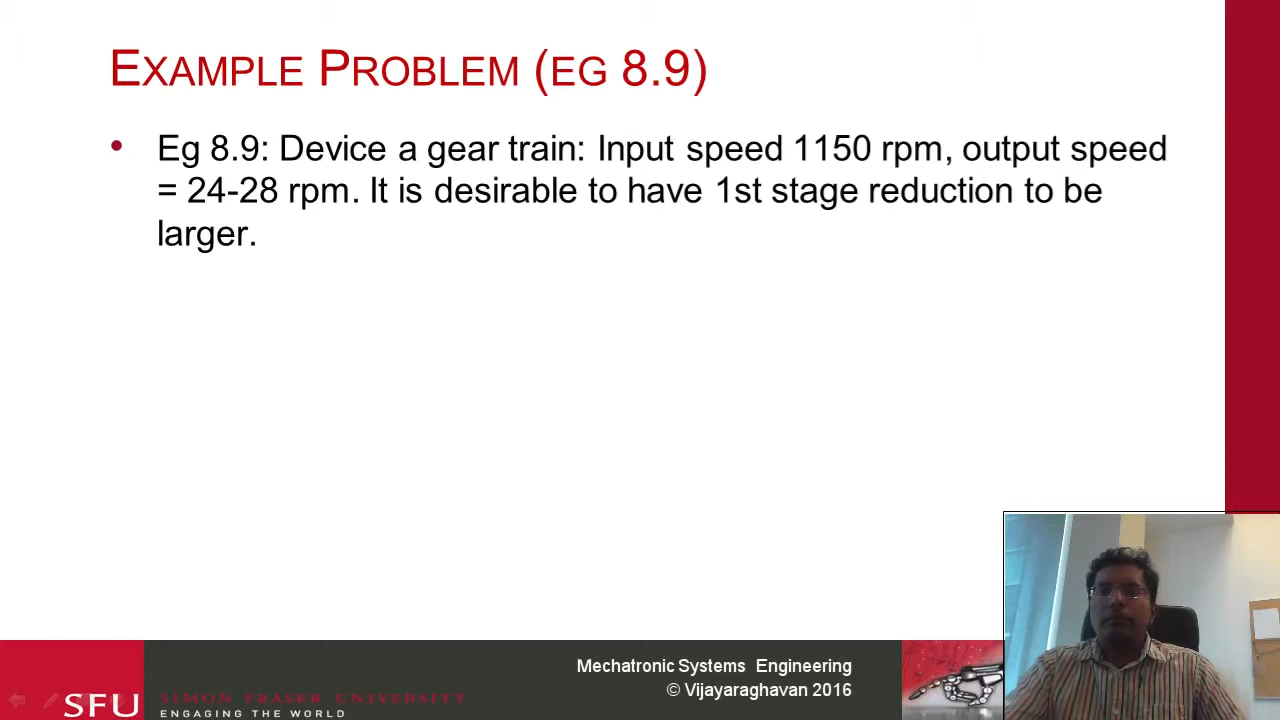 EXAMPLE PROBLEM (EG 8.9)
• Eg 8.9: Device a gear train: Input speed 1150 rpm, output speed
= 24-28 rpm. It is desirable to have 1st stage reduction to be
larger.
Mechatronic Systems Engineering
© Vijayaraghavan 2016
SFU
SIMON FRASER UNIVERSITY
ENGAGING THE WORLD